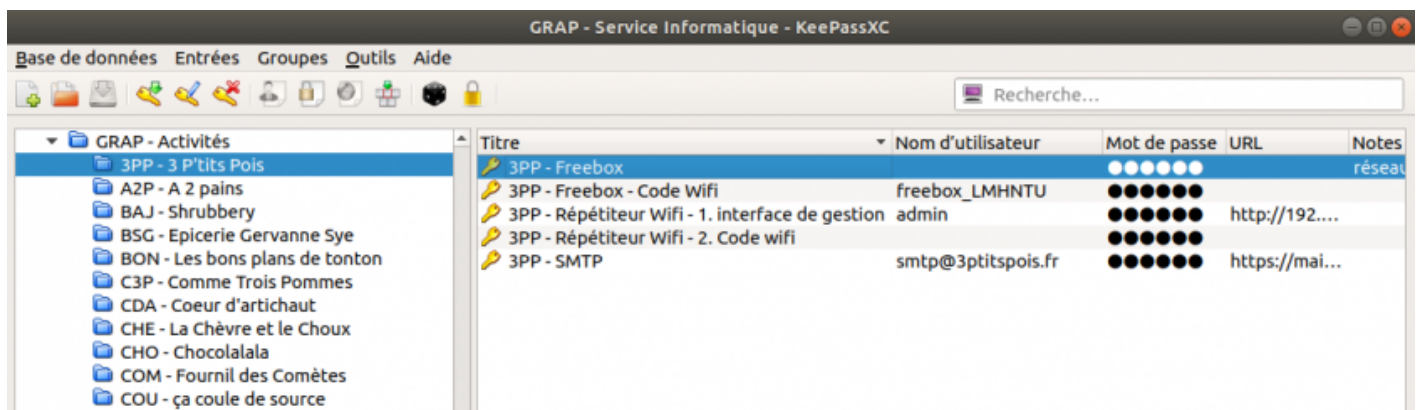 GRAP - Service Informatique - KeePassXC
Base de données Entrées Groupes Outils Aide
Recherche...
GRAP - Activités
3PP - 3 P'tits Pois
A2P - A 2 pains
BAJ - Shrubbery
BSG - Epicerie Gervanne Sye
BON - Les bons plans de tonton
C3P - Comme Trois Pommes
CDA - Coeur d'artichaut
CHE - La Chèvre et le Choux
CHO - Chocolalala
COM - Fournil des Comètes
COU - ça coule de source
Titre Nom d'utilisateur Mot de passe URL Notes
3PP - Freebox ●●●●●● réseau
3PP - Freebox - Code Wifi freebox_LMHNTU ●●●●●●
3PP - Répétiteur Wifi - 1. interface de gestion admin ●●●●●● http://192....
3PP - Répétiteur Wifi - 2. Code wifi ●●●●●●
3PP - SMTP smtp@3ptitspois.fr ●●●●●● https://mai...